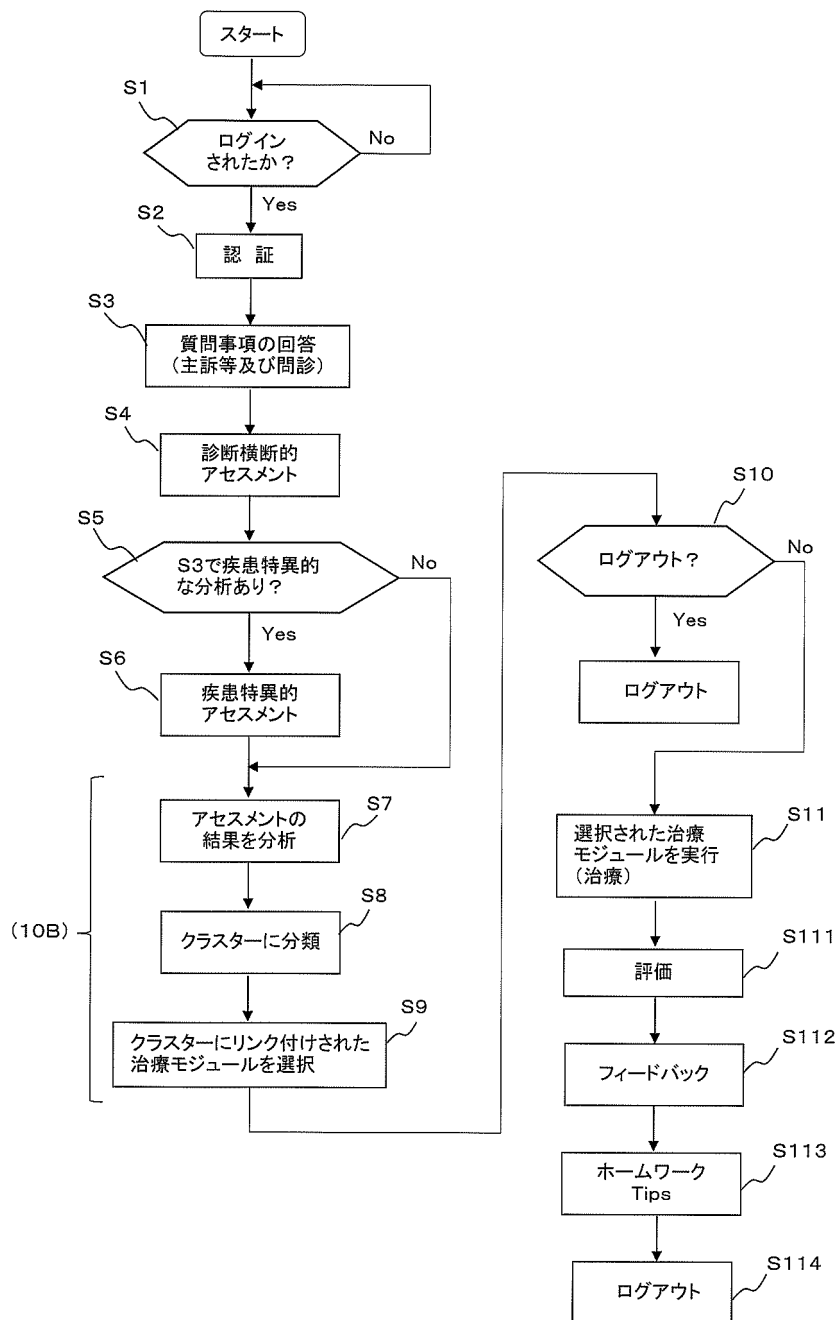 スタート
S1
ログイン
されたか？
No
Yes
S2
認 証
S3
質問事項の回答
（主訴等及び問診）
S4
診断横断的
アセスメント
S5
S3で疾患特異的
な分析あり？
No
Yes
S6
疾患特異的
アセスメント
(10B)
S7
アセスメントの
結果を分析
S8
クラスターに分類
S9
クラスターにリンク付けされた
治療モジュールを選択
S10
ログアウト？
No
Yes
ログアウト
S11
選択された治療
モジュールを実行
（治療）
S111
評価
S112
フィードバック
S113
ホームワーク
Tips
S114
ログアウト